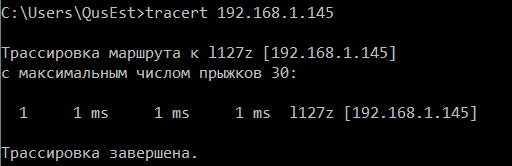 C:\Users\QusEst>tracert 192.168.1.145
Трассировка маршрута к l127z [192.168.1.145]
с максимальным числом прыжков 30:
1 1 ms 1 ms 1 ms l127z [192.168.1.145]
Трассировка завершена.